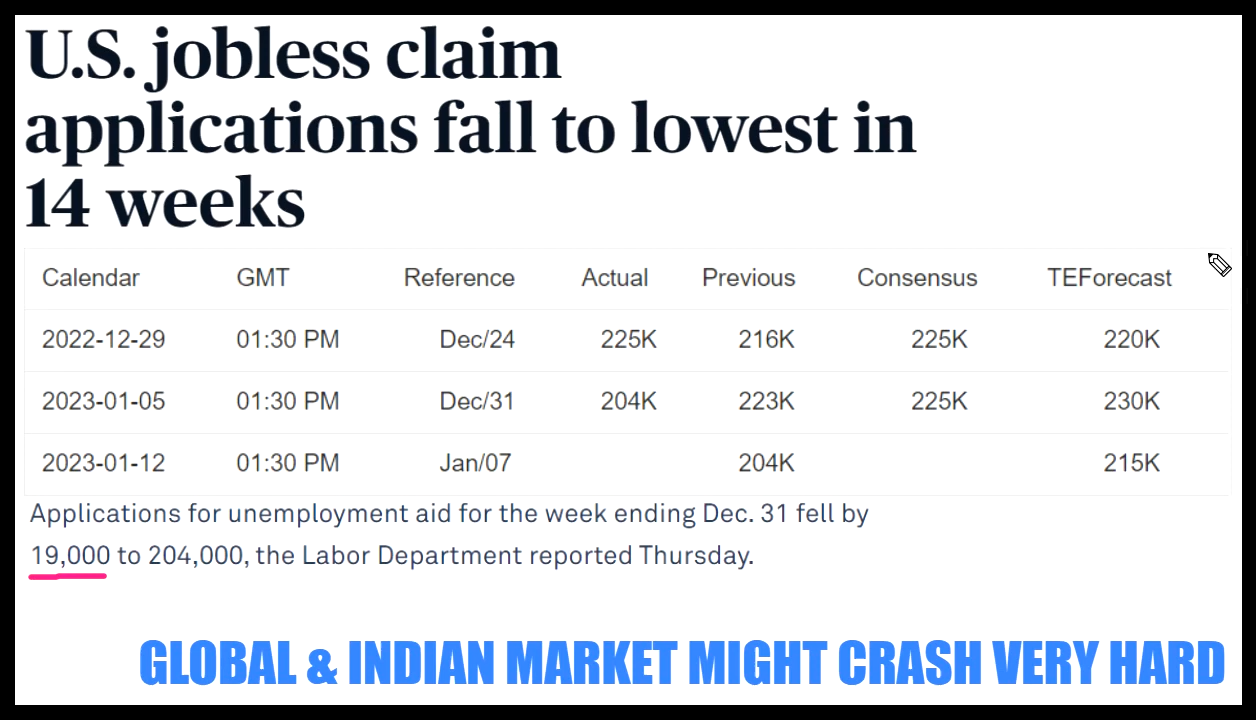 U.S. jobless claim
applications fall to lowest in
14 weeks
Calendar GMT Reference Actual Previous Consensus TEForecast
2022-12-29 01:30 PM Dec/24 225K 216K 225K 220K
2023-01-05 01:30 PM Dec/31 204K 223K 225K 230K
2023-01-12 01:30 PM Jan/07 204K 215K
Applications for unemployment aid for the week ending Dec. 31 fell by
19,000 to 204,000, the Labor Department reported Thursday.
GLOBAL & INDIAN MARKET MIGHT CRASH VERY HARD